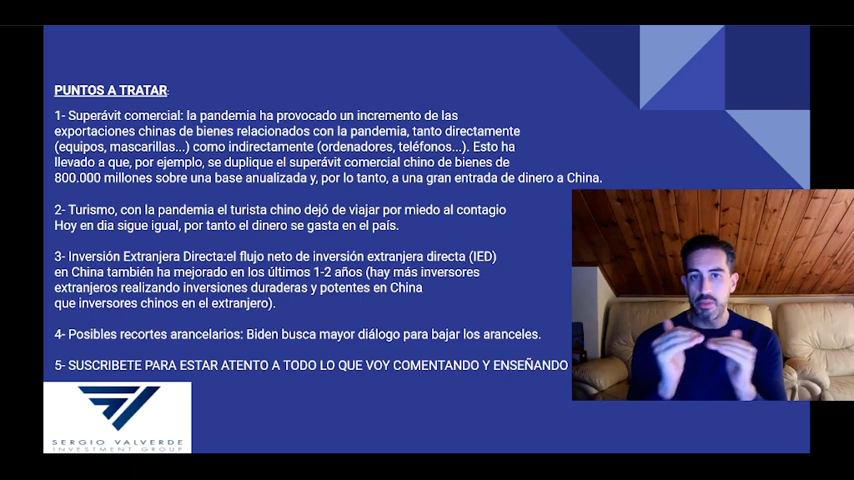 PUNTOS A TRATAR:
1- Superávit comercial: la pandemia ha provocado un incremento de las
exportaciones chinas de bienes relacionados con la pandemia, tanto directamente
(equipos, mascarillas...) como indirectamente (ordenadores, teléfonos...). Esto ha
llevado a que, por ejemplo, se duplique el superávit comercial chino de bienes de
800.000 millones sobre una base anualizada y, por lo tanto, a una gran entrada de dinero a China.
2- Turismo, con la pandemia el turista chino dejó de viajar por miedo al contagio
Hoy en dia sigue igual, por tanto el dinero se gasta en el país.
3- Inversión Extranjera Directa:el flujo neto de inversión extranjera directa (IED)
en China también ha mejorado en los últimos 1-2 años (hay más inversores
extranjeros realizando inversiones duraderas y potentes en China
que inversores chinos en el extranjero).
4- Posibles recortes arancelarios: Biden busca mayor diálogo para bajar los aranceles.
5- SUSCRIBETE PARA ESTAR ATENTO A TODO LO QUE VOY COMENTANDO Y ENSEÑANDO
SERGIO VALVERDE
INVESTMENT GROUP